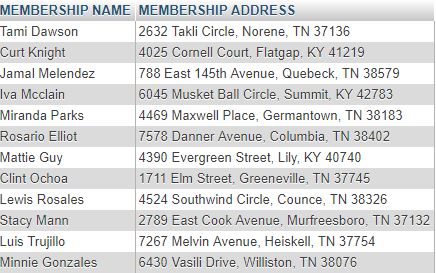 MEMBERSHIP NAME MEMBERSHIP ADDRESS
Tami Dawson 2632 Takli Circle, Norene, TN 37136
Curt Knight 4025 Cornell Court, Flatgap, KY 41219
Jamal Melendez 788 East 145th Avenue, Quebeck, TN 38579
Iva Mcclain 6045 Musket Ball Circle, Summit, KY 42783
Miranda Parks 4469 Maxwell Place, Germantown, TN 38183
Rosario Elliot 7578 Danner Avenue, Columbia, TN 38402
Mattie Guy 4390 Evergreen Street, Lily, KY 40740
Clint Ochoa 1711 Elm Street, Greeneville, TN 37745
Lewis Rosales 4524 Southwind Circle, Counce, TN 38326
Stacy Mann 2789 East Cook Avenue, Murfreesboro, TN 37132
Luis Trujillo 7267 Melvin Avenue, Heiskell, TN 37754
Minnie Gonzales 6430 Vasili Drive, Williston, TN 38076